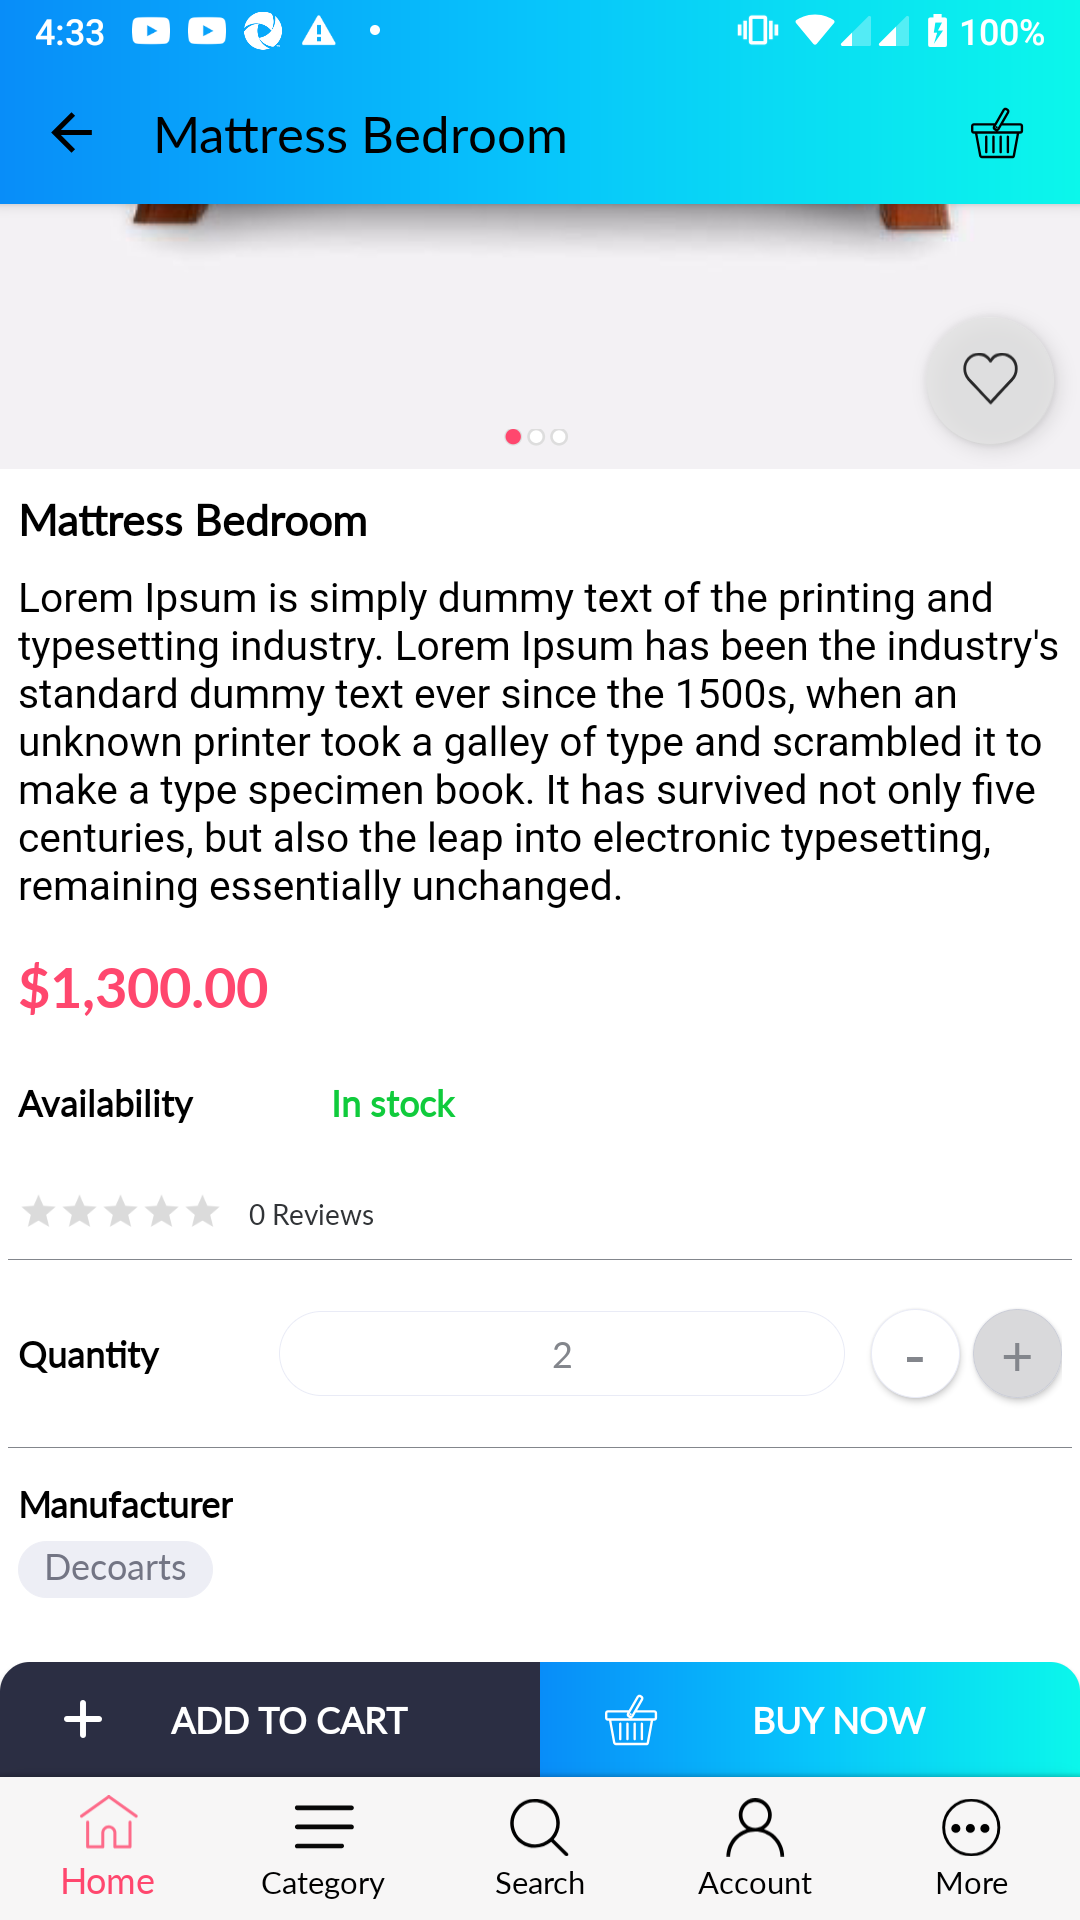 4:33
100%
Mattress Bedroom
Mattress Bedroom
Lorem Ipsum is simply dummy text of the printing and
typesetting industry. Lorem Ipsum has been the industry's
standard dummy text ever since the 1500s, when an
unknown printer took a galley of type and scrambled it to
make a type specimen book. It has survived not only five
centuries, but also the leap into electronic typesetting,
remaining essentially unchanged.
$1,300.00
Availability In stock
0 Reviews
Quantity 2 - +
Manufacturer
Decoarts
+ ADD TO CART BUY NOW
Home Category Search Account More